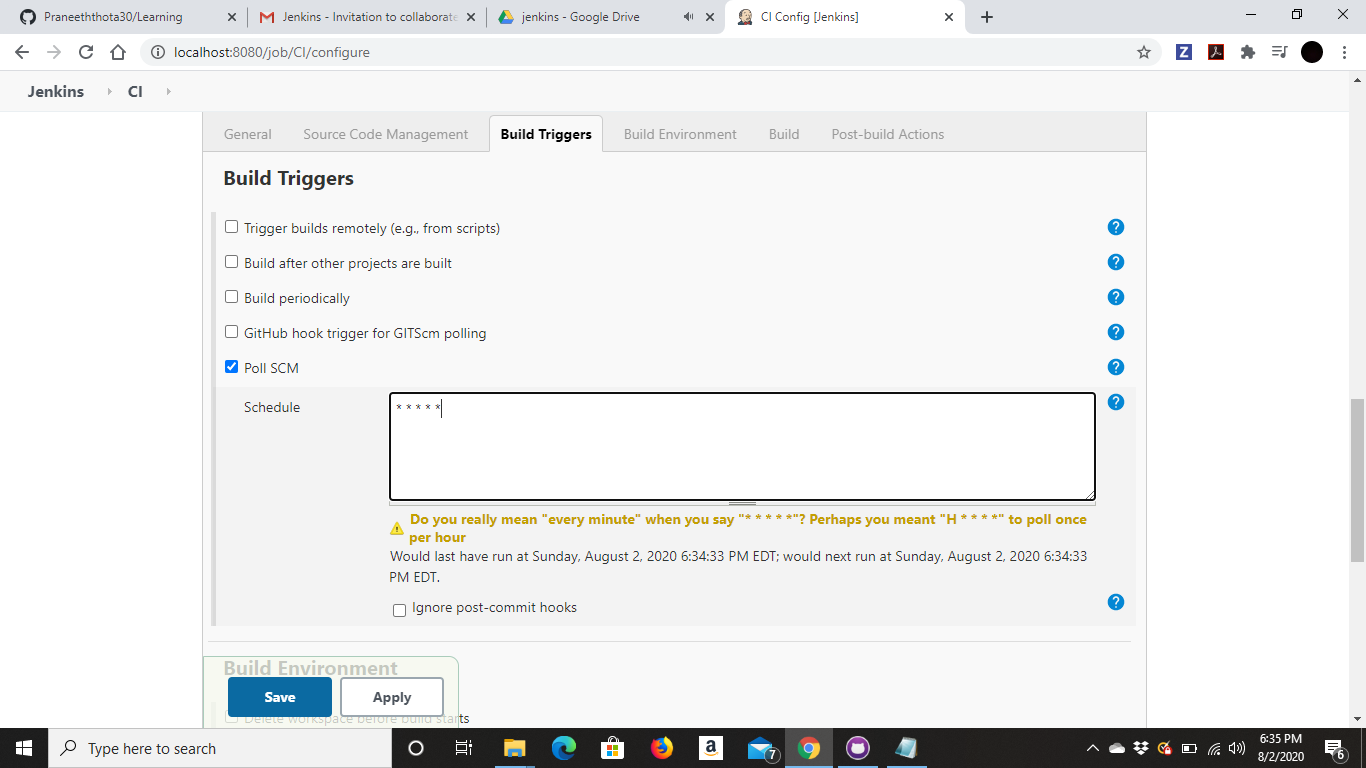 Praneeththota30/Learning
Jenkins - Invitation to collaborate
jenkins - Google Drive
CI Config [Jenkins]
localhost:8080/job/CI/configure
Jenkins
CI
General
Source Code Management
Build Triggers
Build Environment
Build
Post-build Actions
Build Triggers
Trigger builds remotely (e.g., from scripts)
Build after other projects are built
Build periodically
GitHub hook trigger for GITScm polling
Poll SCM
Schedule
* * * * *
Do you really mean "every minute" when you say "* * * * *"? Perhaps you meant "H * * * *" to poll once
per hour
Would last have run at Sunday, August 2, 2020 6:34:33 PM EDT; would next run at Sunday, August 2, 2020 6:34:33
PM EDT.
Ignore post-commit hooks
Build Environment
Save
Apply
Delete workspace before build starts
Type here to search
7
6:35 PM
8/2/2020
6